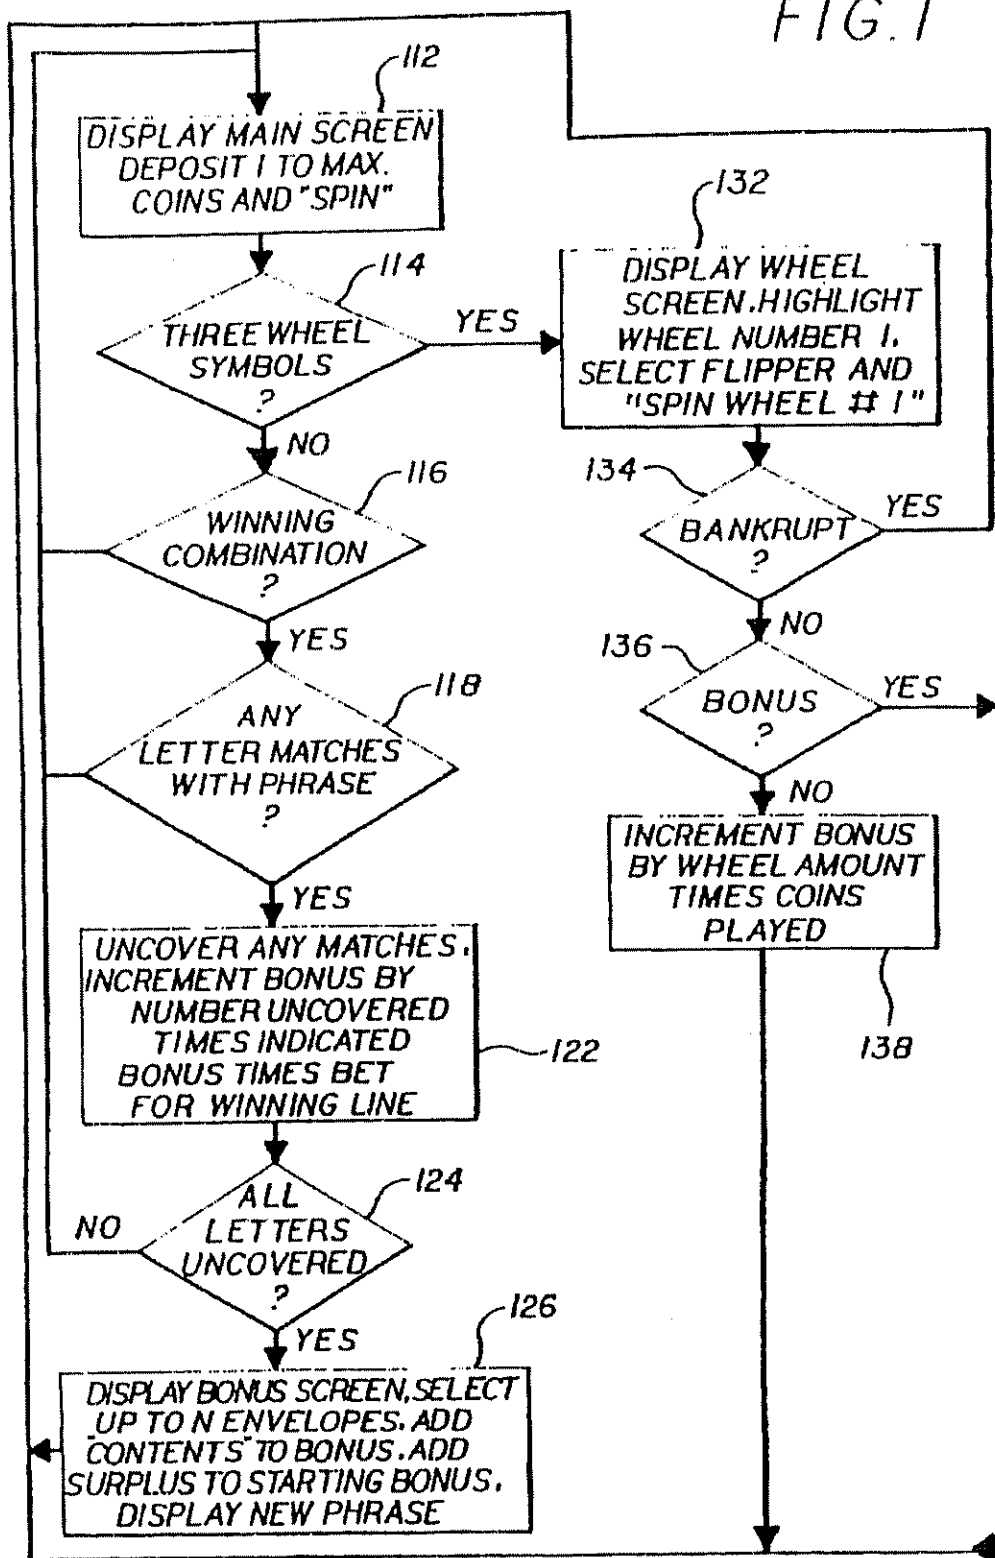 FIG. 1
112
DISPLAY MAIN SCREEN
DEPOSIT 1 TO MAX.
COINS AND "SPIN"
114
THREE WHEEL
SYMBOLS
?
YES
NO
116
WINNING
COMBINATION
?
YES
118
ANY
LETTER MATCHES
WITH PHRASE
?
YES
UNCOVER ANY MATCHES.
INCREMENT BONUS BY
NUMBER UNCOVERED
TIMES INDICATED
BONUS TIMES BET
FOR WINNING LINE
122
124
ALL
LETTERS
UNCOVERED
?
NO
YES
126
DISPLAY BONUS SCREEN, SELECT
UP TO N ENVELOPES. ADD
CONTENTS TO BONUS. ADD
SURPLUS TO STARTING BONUS.
DISPLAY NEW PHRASE
132
DISPLAY WHEEL
SCREEN. HIGHLIGHT
WHEEL NUMBER 1.
SELECT FLIPPER AND
"SPIN WHEEL # 1"
134
BANKRUPT
?
YES
NO
136
BONUS
?
YES
NO
INCREMENT BONUS
BY WHEEL AMOUNT
TIMES COINS
PLAYED
138